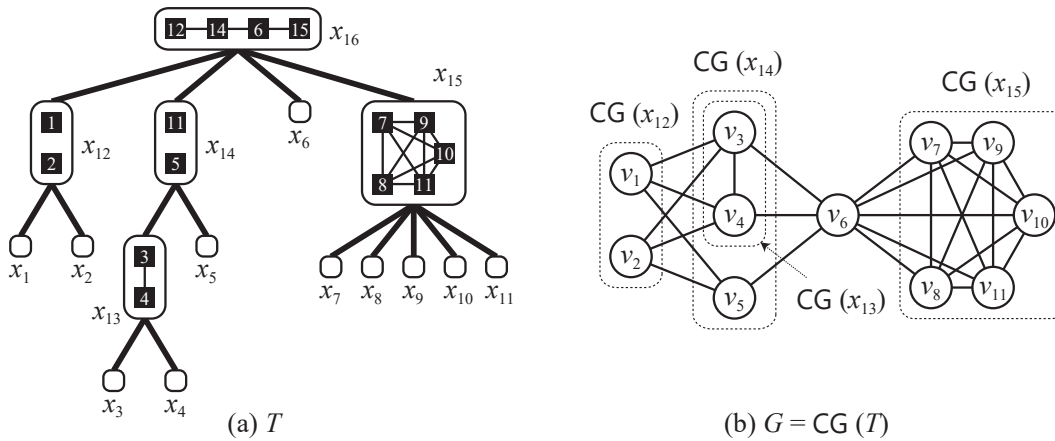 12 14 6 15
x16
1
2
x12
11
5
x14
x6
x15
7 9
10
8 11
x1 x2
3
4
x13
x5
x7 x8 x9 x10 x11
x3 x4
(a) T
CG (x14)
CG (x12)
CG (x15)
v1
v2
v3
v4
v5
v6
v7 v9
v10
v8 v11
CG (x13)
(b) G = CG (T)